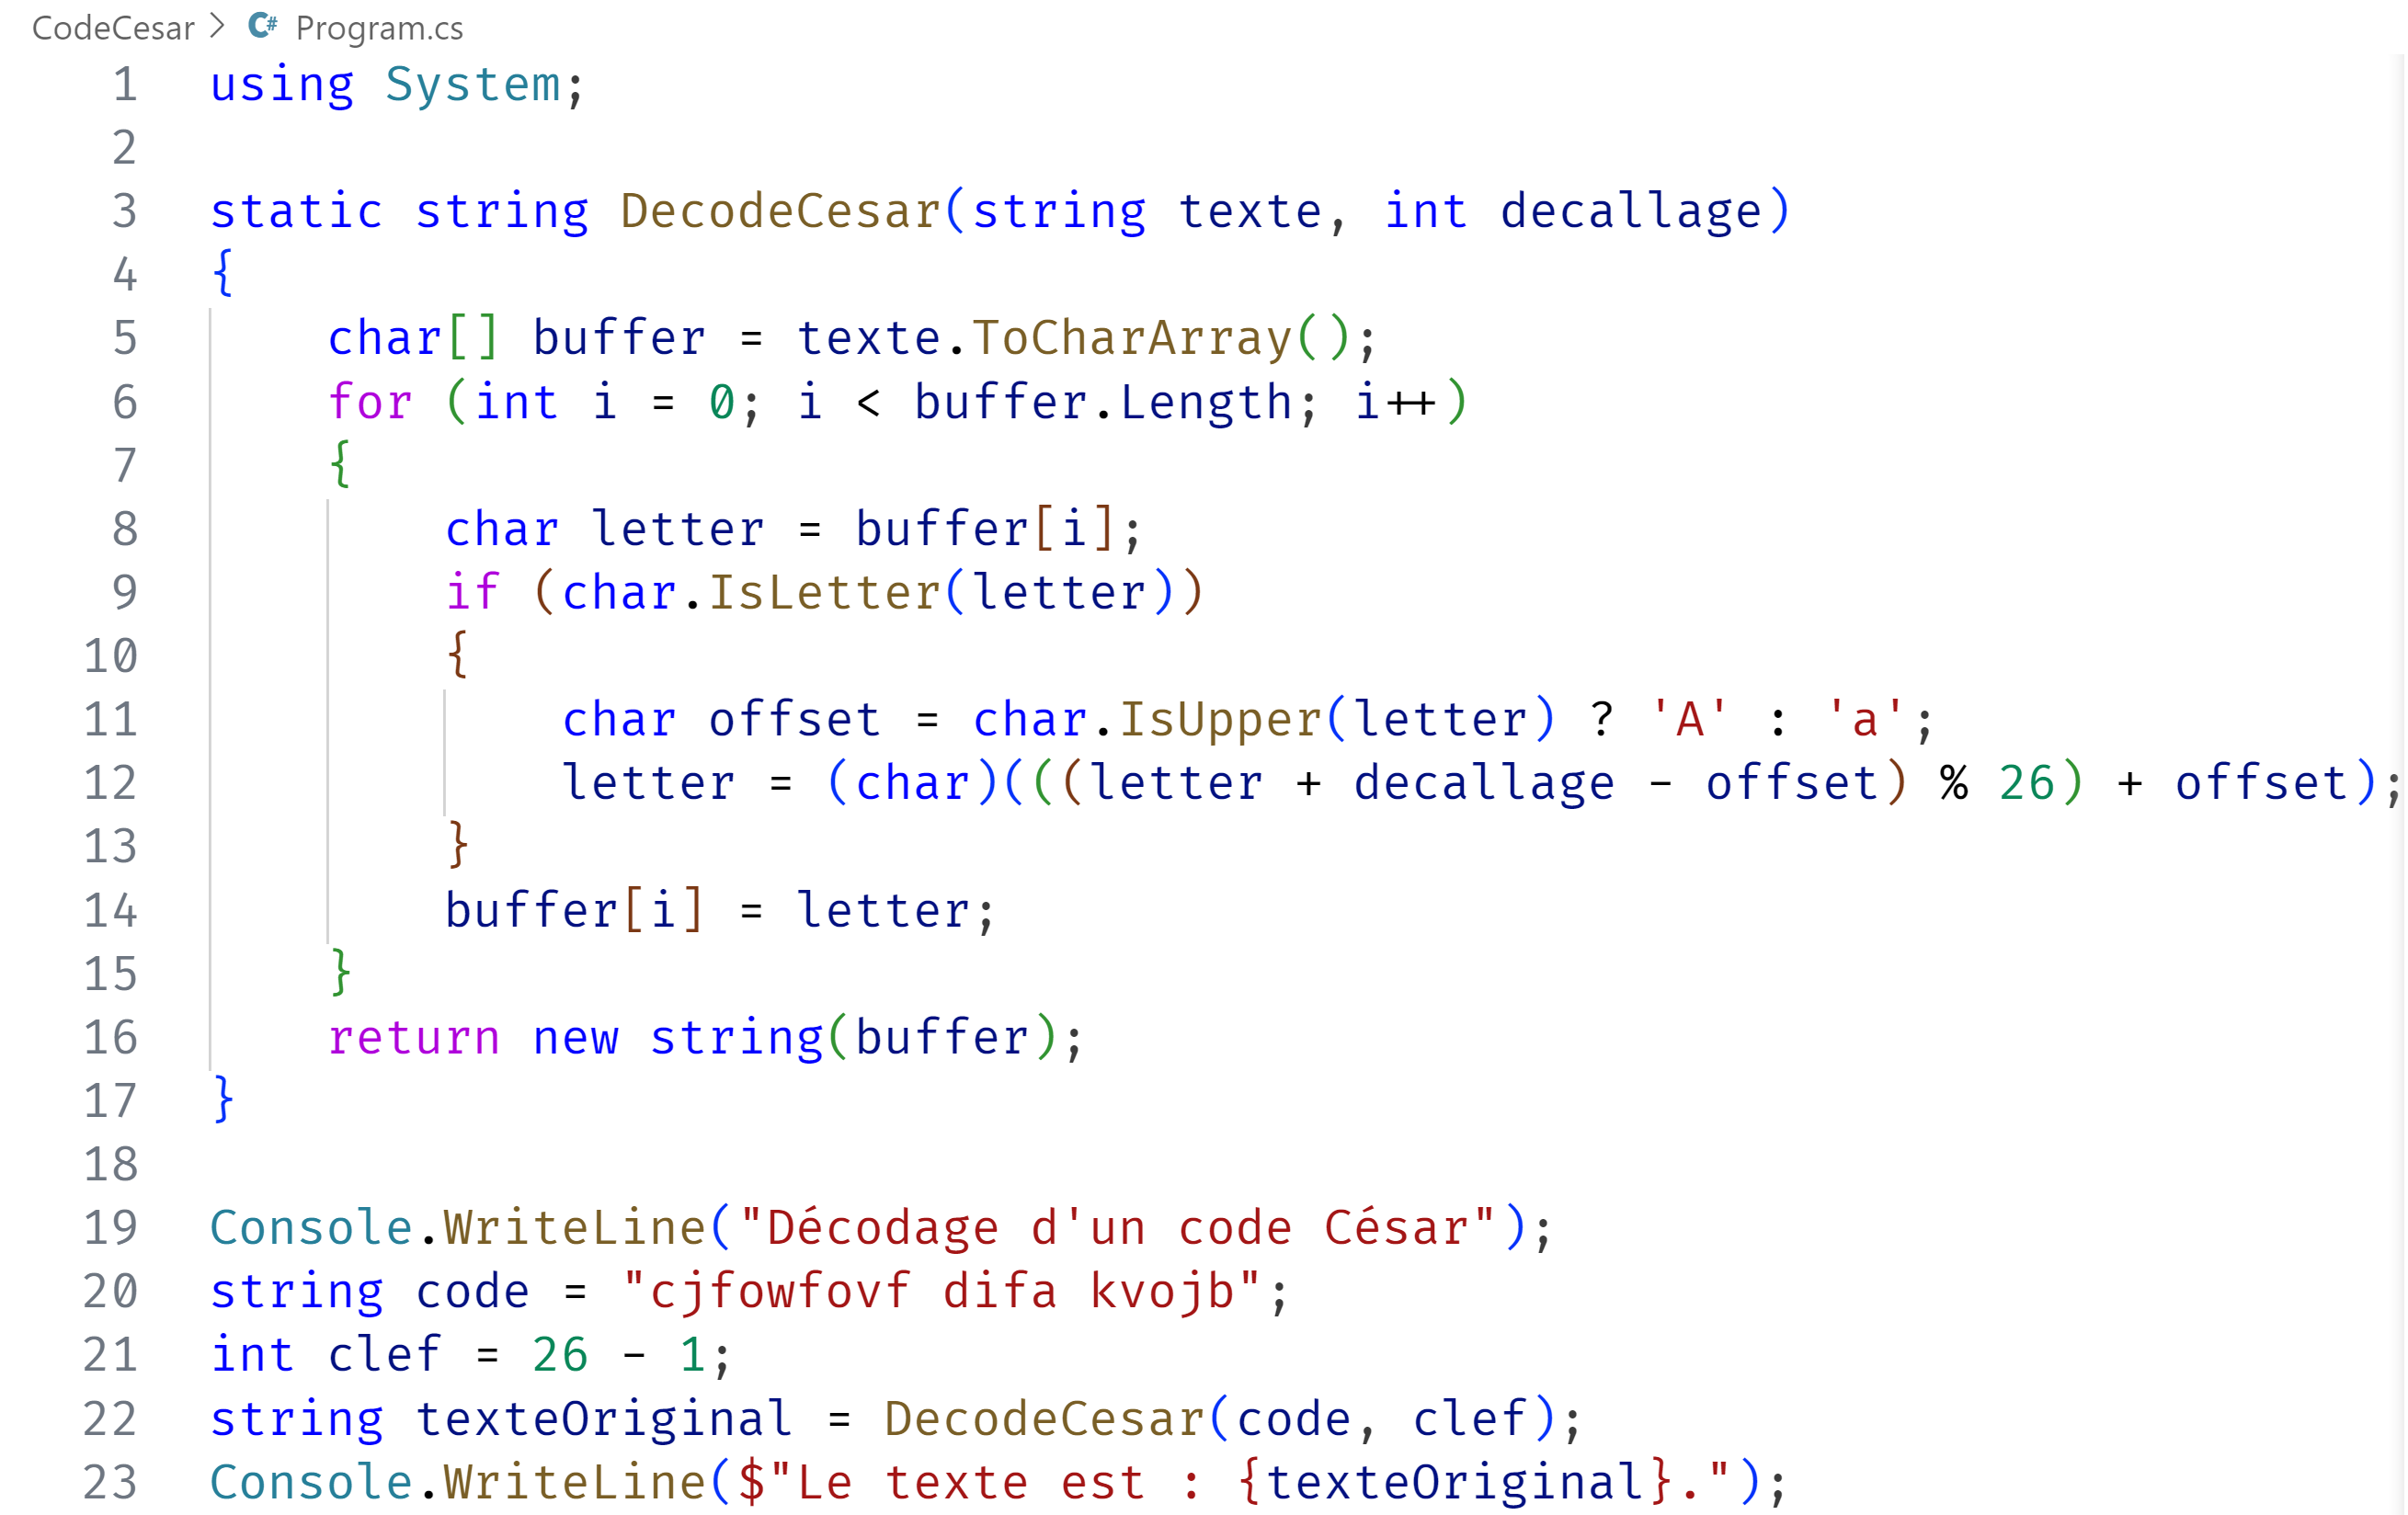 CodeCesar > C# Program.cs
1 using System;
2
3 static string DecodeCesar(string texte, int decallage)
4 {
5     char[] buffer = texte.ToCharArray();
6     for (int i = 0; i < buffer.Length; i++)
7     {
8         char letter = buffer[i];
9         if (char.IsLetter(letter))
10         {
11             char offset = char.IsUpper(letter) ? 'A' : 'a';
12             letter = (char)(((letter + decallage - offset) % 26) + offset);
13         }
14         buffer[i] = letter;
15     }
16     return new string(buffer);
17 }
18
19 Console.WriteLine("Décodage d'un code César");
20 string code = "cjfowfovf difa kvojb";
21 int clef = 26 - 1;
22 string texteOriginal = DecodeCesar(code, clef);
23 Console.WriteLine($"Le texte est : {texteOriginal}.");